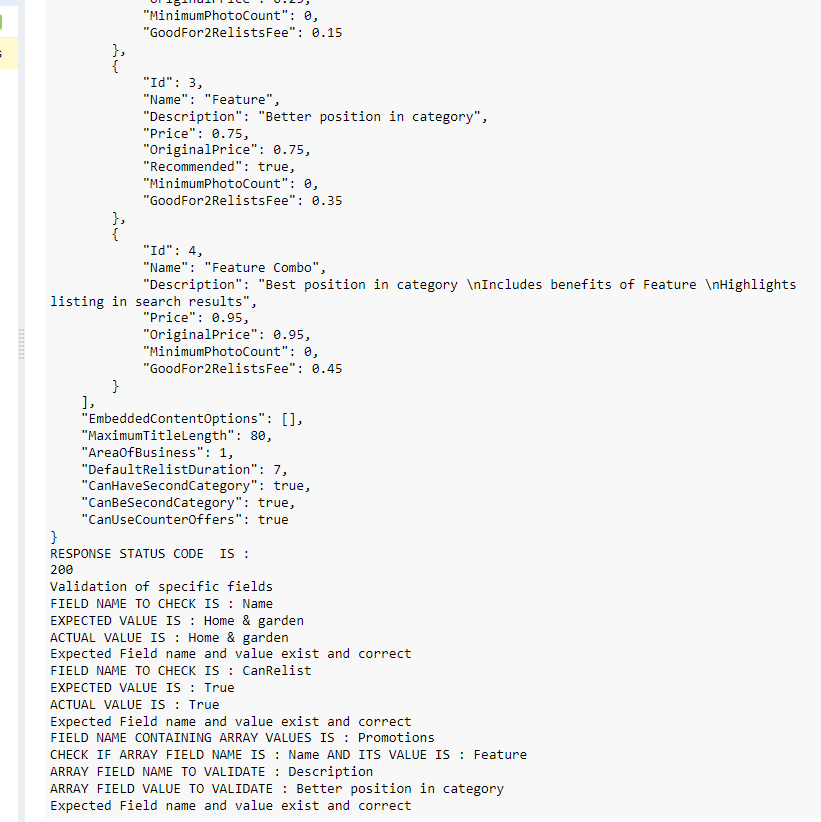 "MinimumPhotoCount": 0,
"GoodFor2RelistsFee": 0.15
},
{
"Id": 3,
"Name": "Feature",
"Description": "Better position in category",
"Price": 0.75,
"OriginalPrice": 0.75,
"Recommended": true,
"MinimumPhotoCount": 0,
"GoodFor2RelistsFee": 0.35
},
{
"Id": 4,
"Name": "Feature Combo",
"Description": "Best position in category \nIncludes benefits of Feature \nHighlights
listing in search results",
"Price": 0.95,
"OriginalPrice": 0.95,
"MinimumPhotoCount": 0,
"GoodFor2RelistsFee": 0.45
}
],
"EmbeddedContentOptions": [],
"MaximumTitleLength": 80,
"AreaOfBusiness": 1,
"DefaultRelistDuration": 7,
"CanHaveSecondCategory": true,
"CanBeSecondCategory": true,
"CanUseCounterOffers": true
}
RESPONSE STATUS CODE  IS :
200
Validation of specific fields
FIELD NAME TO CHECK IS : Name
EXPECTED VALUE IS : Home & garden
ACTUAL VALUE IS : Home & garden
Expected Field name and value exist and correct
FIELD NAME TO CHECK IS : CanRelist
EXPECTED VALUE IS : True
ACTUAL VALUE IS : True
Expected Field name and value exist and correct
FIELD NAME CONTAINING ARRAY VALUES IS : Promotions
CHECK IF ARRAY FIELD NAME IS : Name AND ITS VALUE IS : Feature
ARRAY FIELD NAME TO VALIDATE : Description
ARRAY FIELD VALUE TO VALIDATE : Better position in category
Expected Field name and value exist and correct